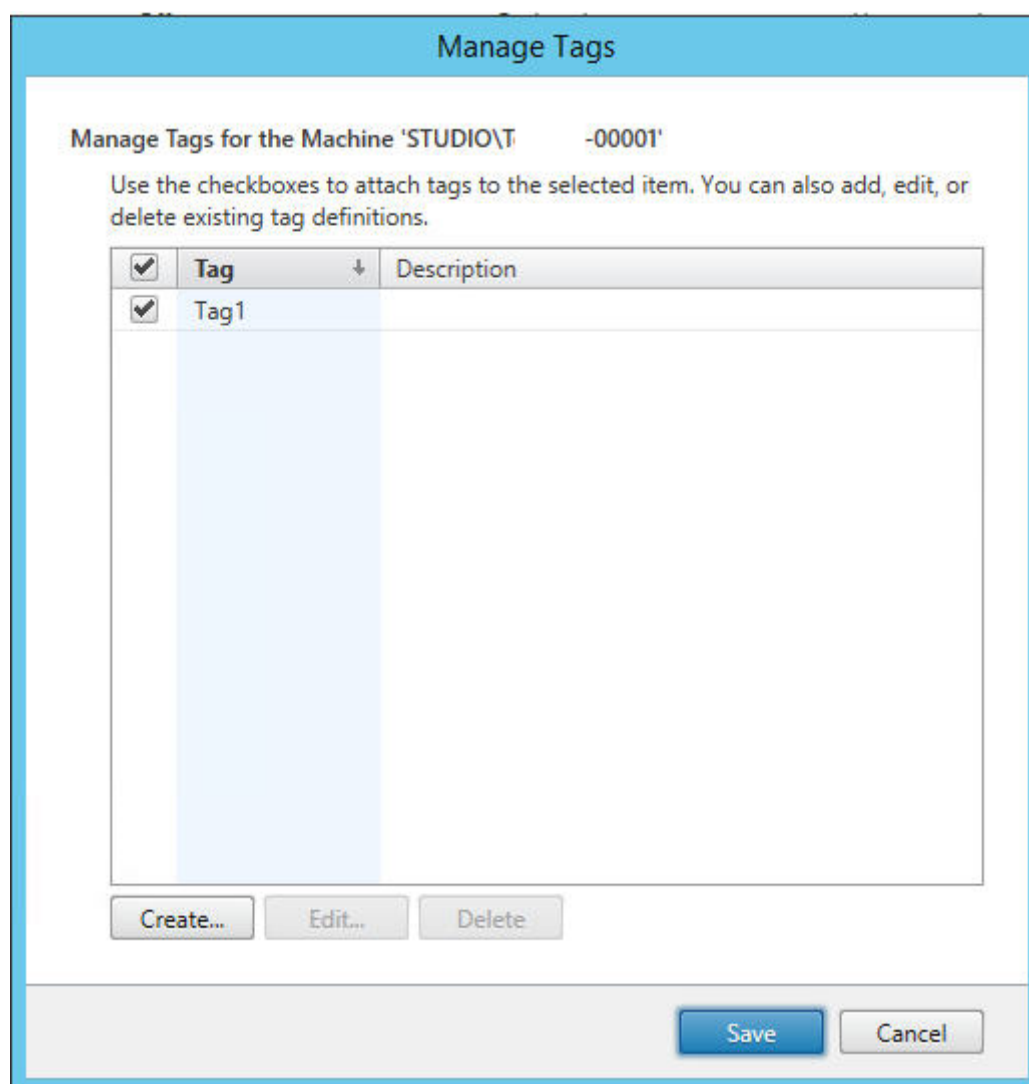 Manage Tags
Manage Tags for the Machine 'STUDIO\T -00001'
Use the checkboxes to attach tags to the selected item. You can also add, edit, or
delete existing tag definitions.
Tag Description
Tag1
Create... Edit... Delete
Save Cancel